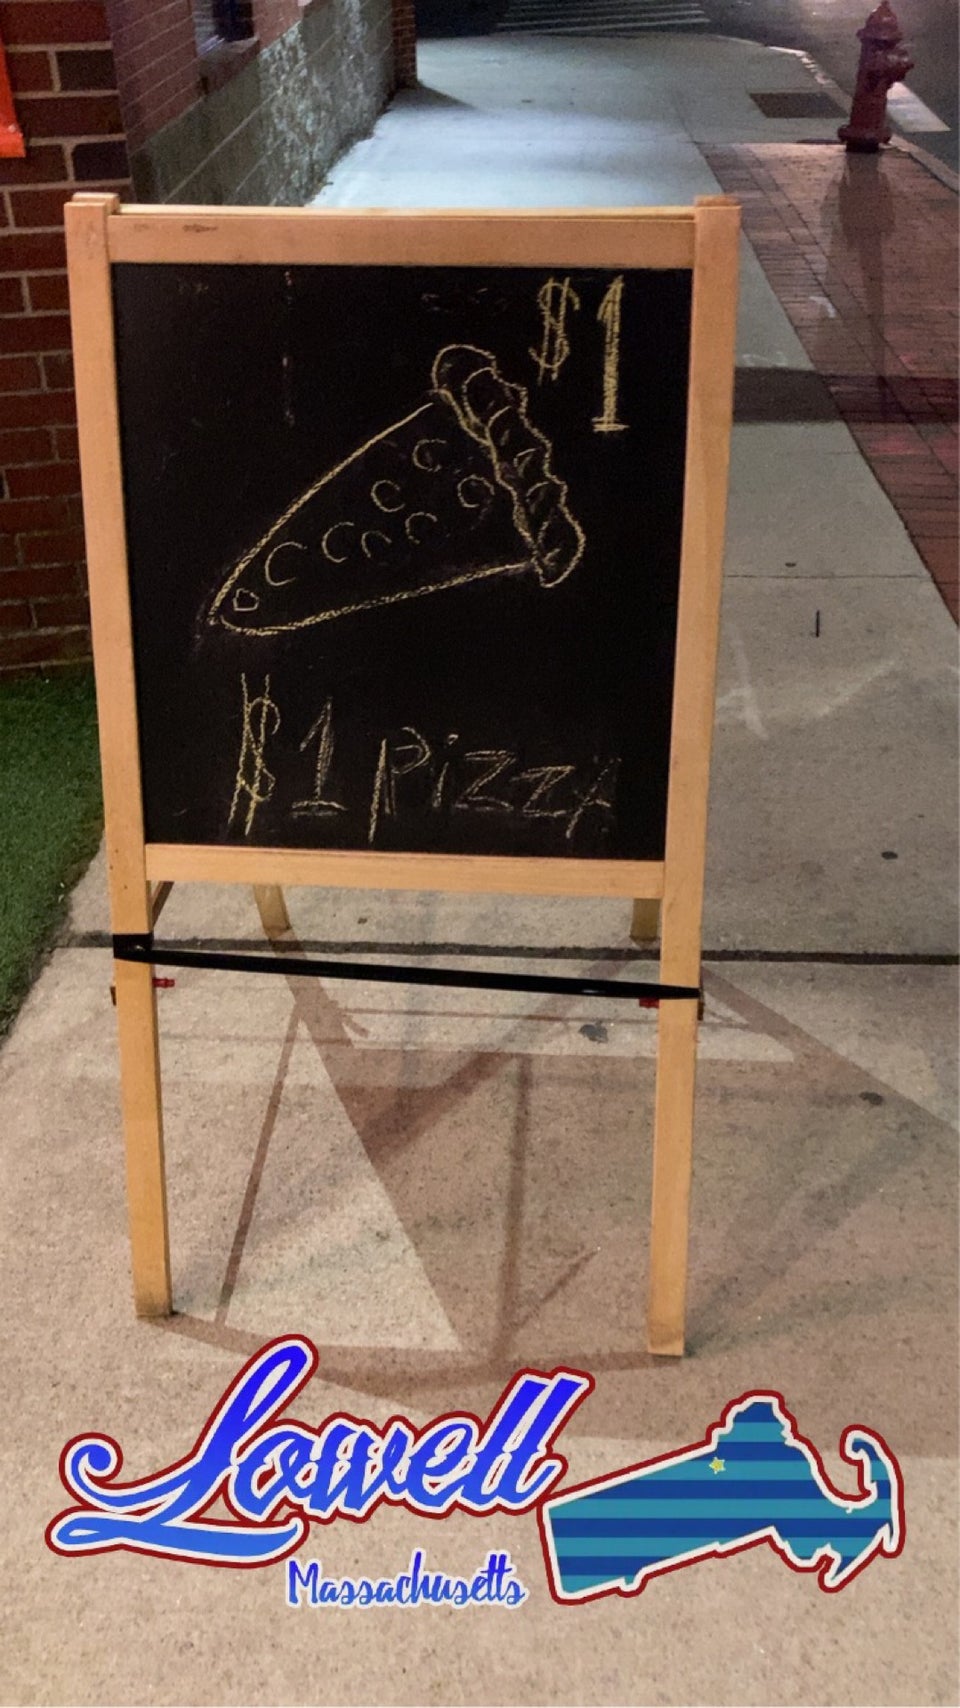 $1
$1 Pizza
Lowell
Massachusetts